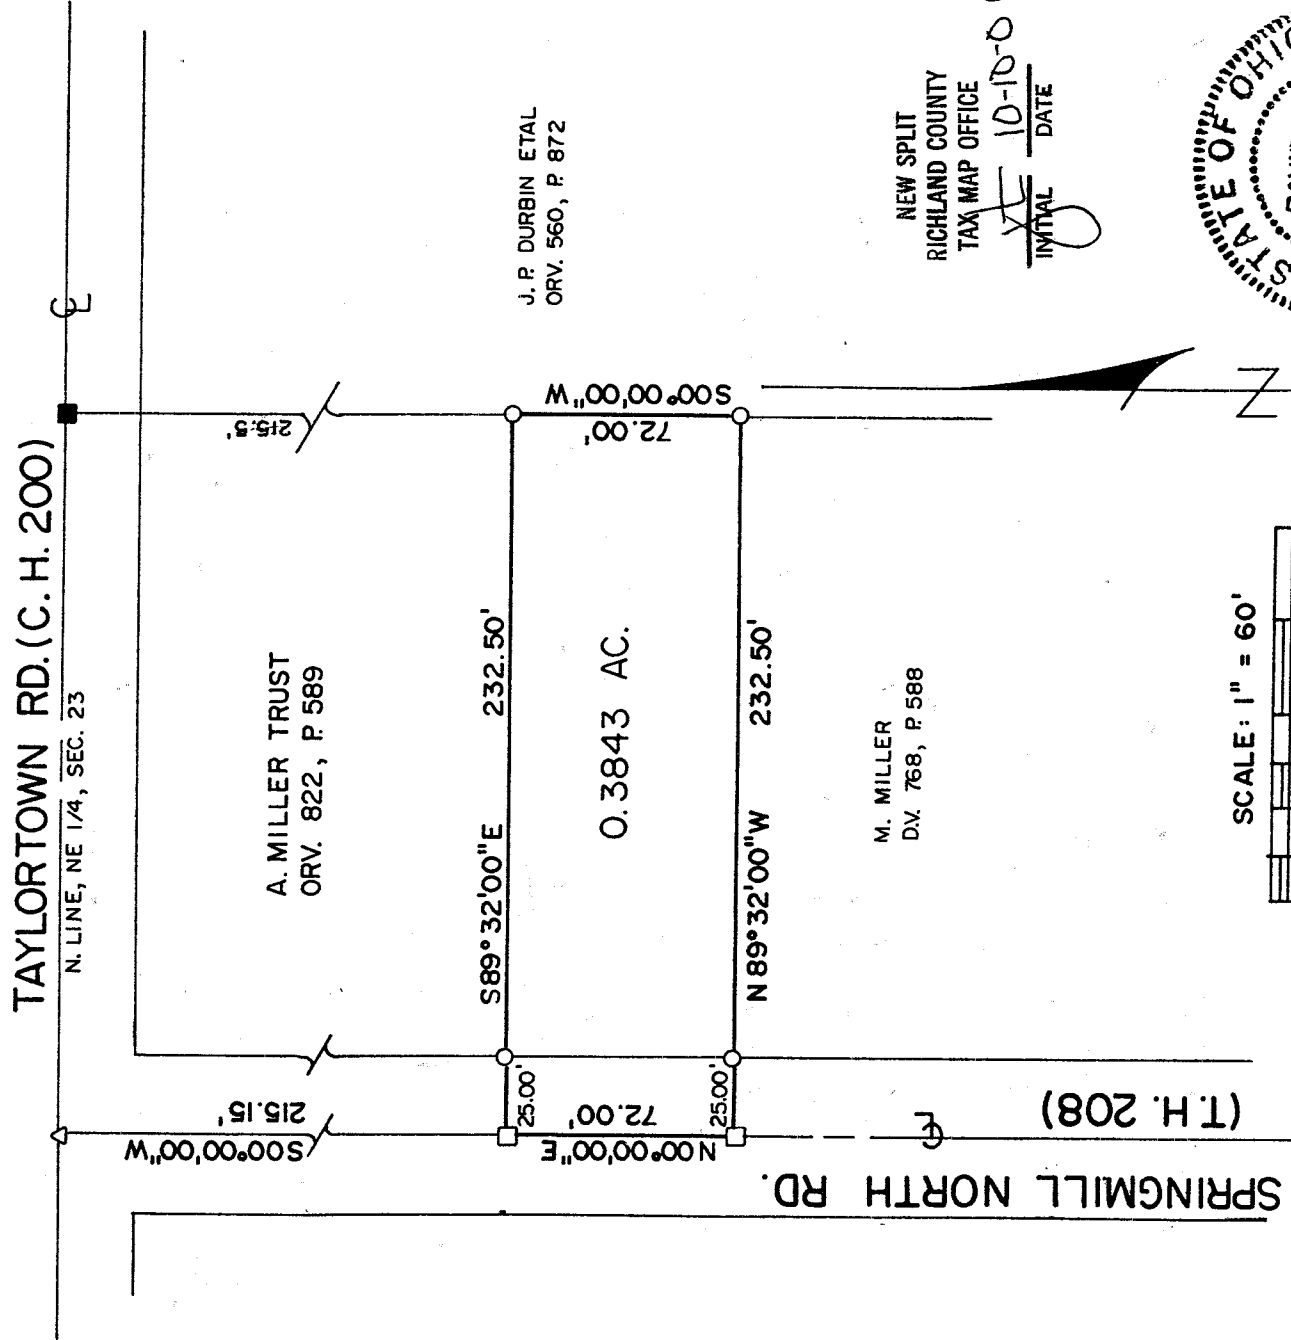 TAYLORTOWN RD. (C. H. 200)
N. LINE, NE 1/4, SEC. 23
℄
A. MILLER TRUST
ORV. 822, P. 589
215.5'
S00°00'00"W
215.15'
J. P. DURBIN ETAL
ORV. 560, P. 872
S89°32'00"E 232.50'
0.3843 AC.
S00°00'00"W
72.00'
25.00'
72.00'
N00°00'00"E
25.00'
N89°32'00"W 232.50'
M. MILLER
D.V. 768, P. 588
℄
SPRINGMILL NORTH RD.
(T.H. 208)
NEW SPLIT
RICHLAND COUNTY
TAX MAP OFFICE
10-10-0
INITIAL DATE
N
SCALE: 1" = 60'
STATE OF OHIO